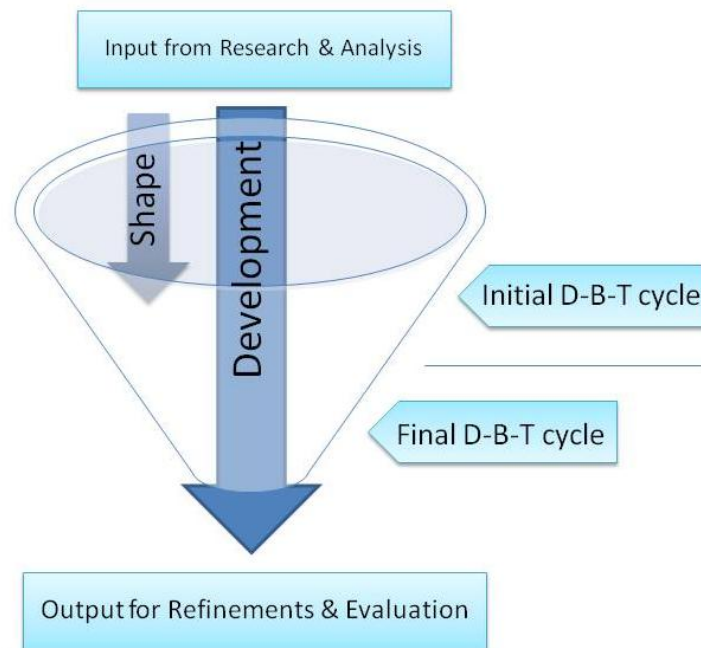 Input from Research & Analysis
Shape
Development
Initial D-B-T cycle
Final D-B-T cycle
Output for Refinements & Evaluation